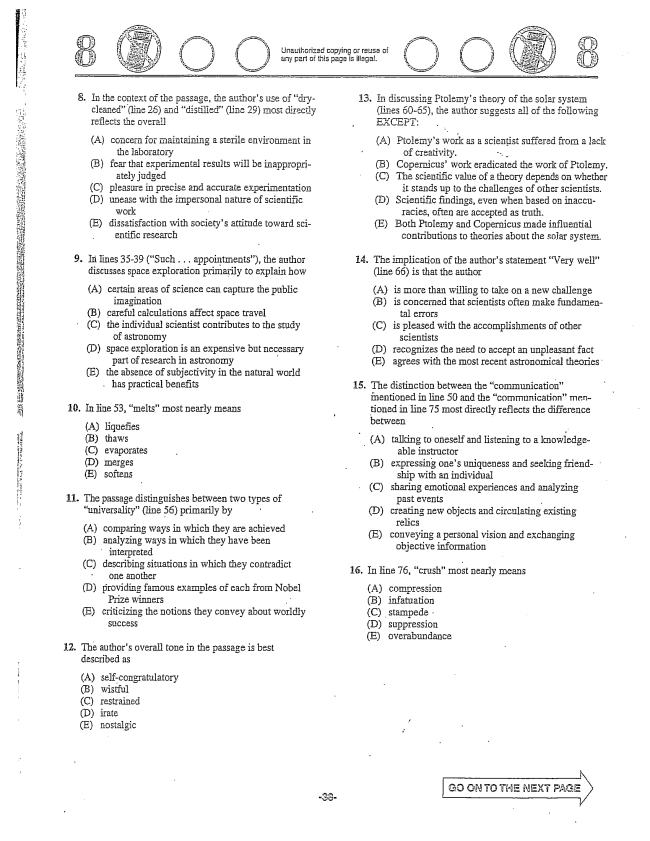 8
Unauthorized copying or reuse of
any part of this page is illegal.
8
8. In the context of the passage, the author's use of "dry-
cleaned" (line 26) and "distilled" (line 29) most directly
reflects the overall
(A) concern for maintaining a sterile environment in
the laboratory
(B) fear that experimental results will be inappropri-
ately judged
(C) pleasure in precise and accurate experimentation
(D) unease with the impersonal nature of scientific
work
(E) dissatisfaction with society's attitude toward sci-
entific research
9. In lines 35-39 ("Such . . . appointments"), the author
discusses space exploration primarily to explain how
(A) certain areas of science can capture the public
imagination
(B) careful calculations affect space travel
(C) the individual scientist contributes to the study
of astronomy
(D) space exploration is an expensive but necessary
part of research in astronomy
(E) the absence of subjectivity in the natural world
has practical benefits
10. In line 53, "melts" most nearly means
(A) liquefies
(B) thaws
(C) evaporates
(D) merges
(E) softens
11. The passage distinguishes between two types of
"universality" (line 56) primarily by
(A) comparing ways in which they are achieved
(B) analyzing ways in which they have been
interpreted
(C) describing situations in which they contradict
one another
(D) providing famous examples of each from Nobel
Prize winners
(E) criticizing the notions they convey about worldly
success
12. The author's overall tone in the passage is best
described as
(A) self-congratulatory
(B) wistful
(C) restrained
(D) irate
(E) nostalgic
13. In discussing Ptolemy's theory of the solar system
(lines 60-65), the author suggests all of the following
EXCEPT:
(A) Ptolemy's work as a scientist suffered from a lack
of creativity.
(B) Copernicus' work eradicated the work of Ptolemy.
(C) The scientific value of a theory depends on whether
it stands up to the challenges of other scientists.
(D) Scientific findings, even when based on inaccu-
racies, often are accepted as truth.
(E) Both Ptolemy and Copernicus made influential
contributions to theories about the solar system.
14. The implication of the author's statement "Very well"
(line 66) is that the author
(A) is more than willing to take on a new challenge
(B) is concerned that scientists often make fundamen-
tal errors
(C) is pleased with the accomplishments of other
scientists
(D) recognizes the need to accept an unpleasant fact
(E) agrees with the most recent astronomical theories
15. The distinction between the "communication"
mentioned in line 50 and the "communication" men-
tioned in line 75 most directly reflects the difference
between
(A) talking to oneself and listening to a knowledge-
able instructor
(B) expressing one's uniqueness and seeking friend-
ship with an individual
(C) sharing emotional experiences and analyzing
past events
(D) creating new objects and circulating existing
relics
(E) conveying a personal vision and exchanging
objective information
16. In line 76, "crush" most nearly means
(A) compression
(B) infatuation
(C) stampede
(D) suppression
(E) overabundance
GO ON TO THE NEXT PAGE
-38-